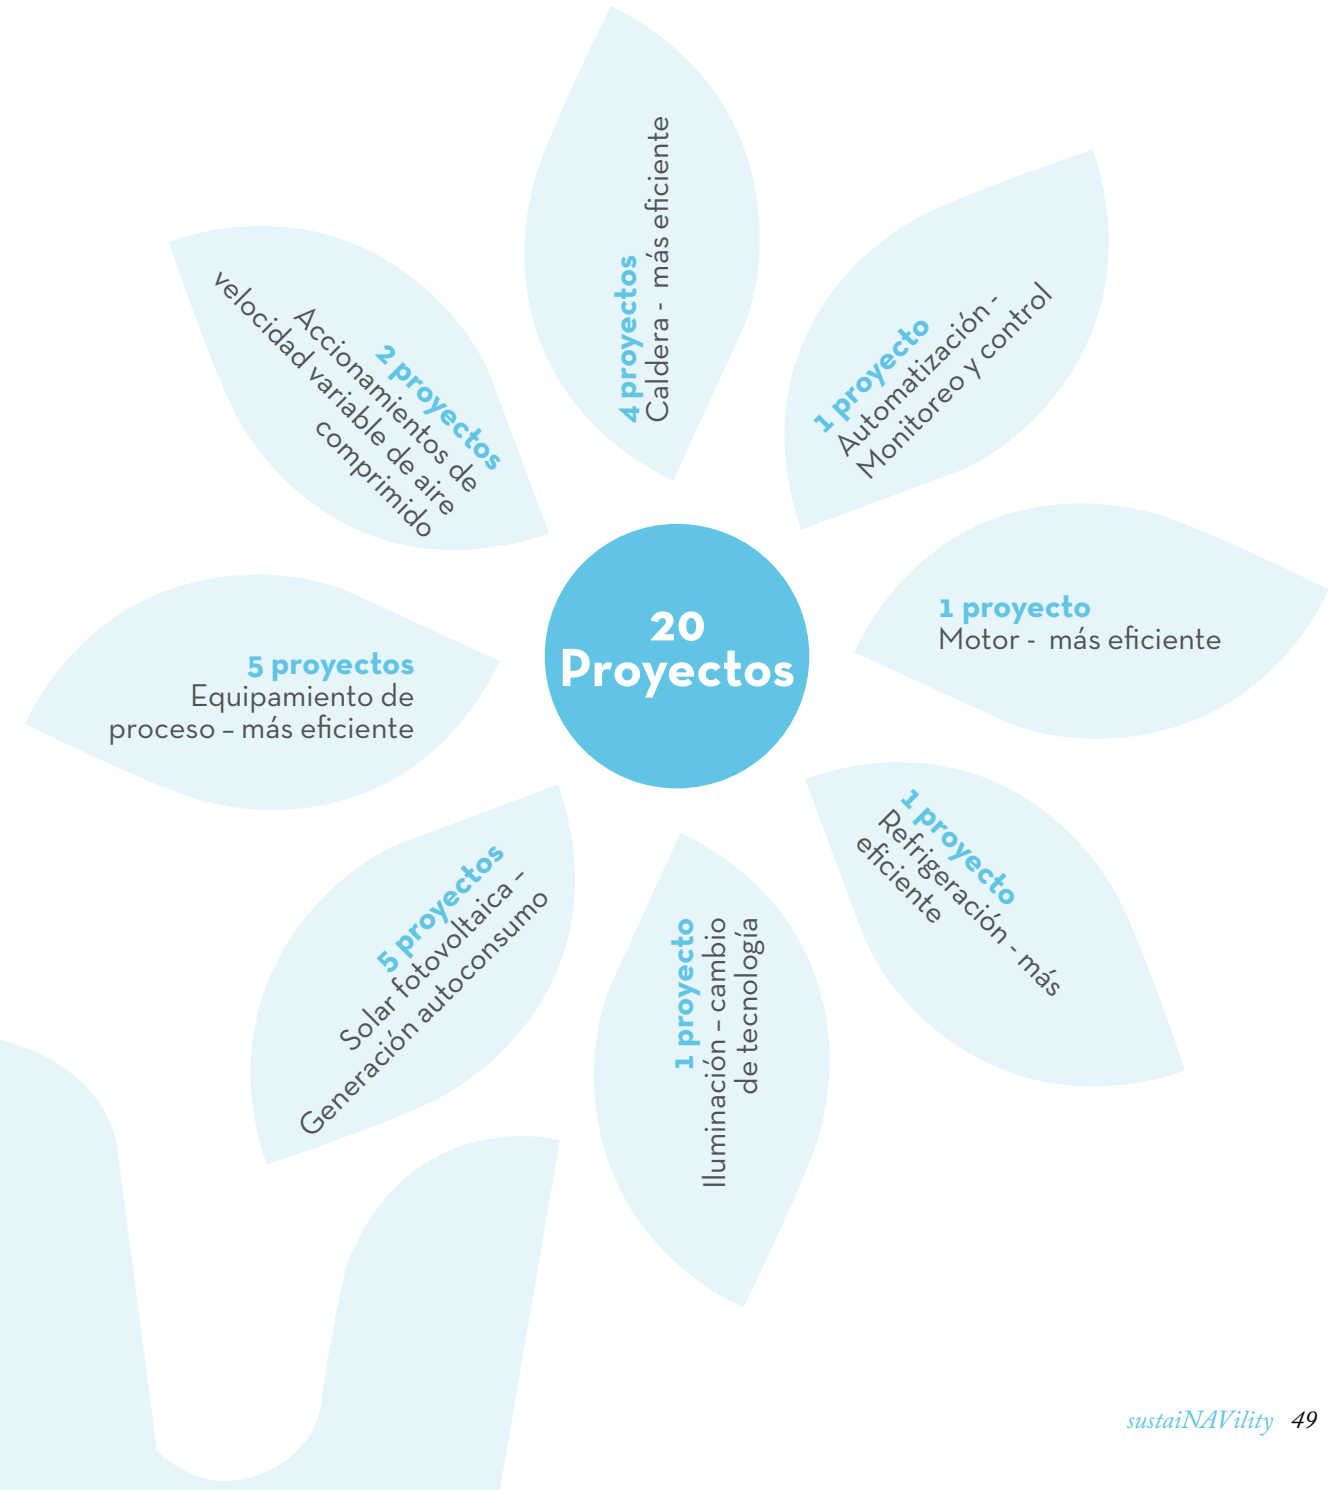 4 proyectos
Caldera - más eficiente
1 proyecto
Automatización -
Monitoreo y control
1 proyecto
Motor - más eficiente
1 proyecto
Refrigeración - más
eficiente
1 proyecto
Iluminación – cambio
de tecnología
5 proyectos
Solar fotovoltaica –
Generación autoconsumo
5 proyectos
Equipamiento de
proceso – más eficiente
2 proyectos
Accionamientos de
velocidad variable de aire
comprimido
20
Proyectos
sustaiNAVility 49